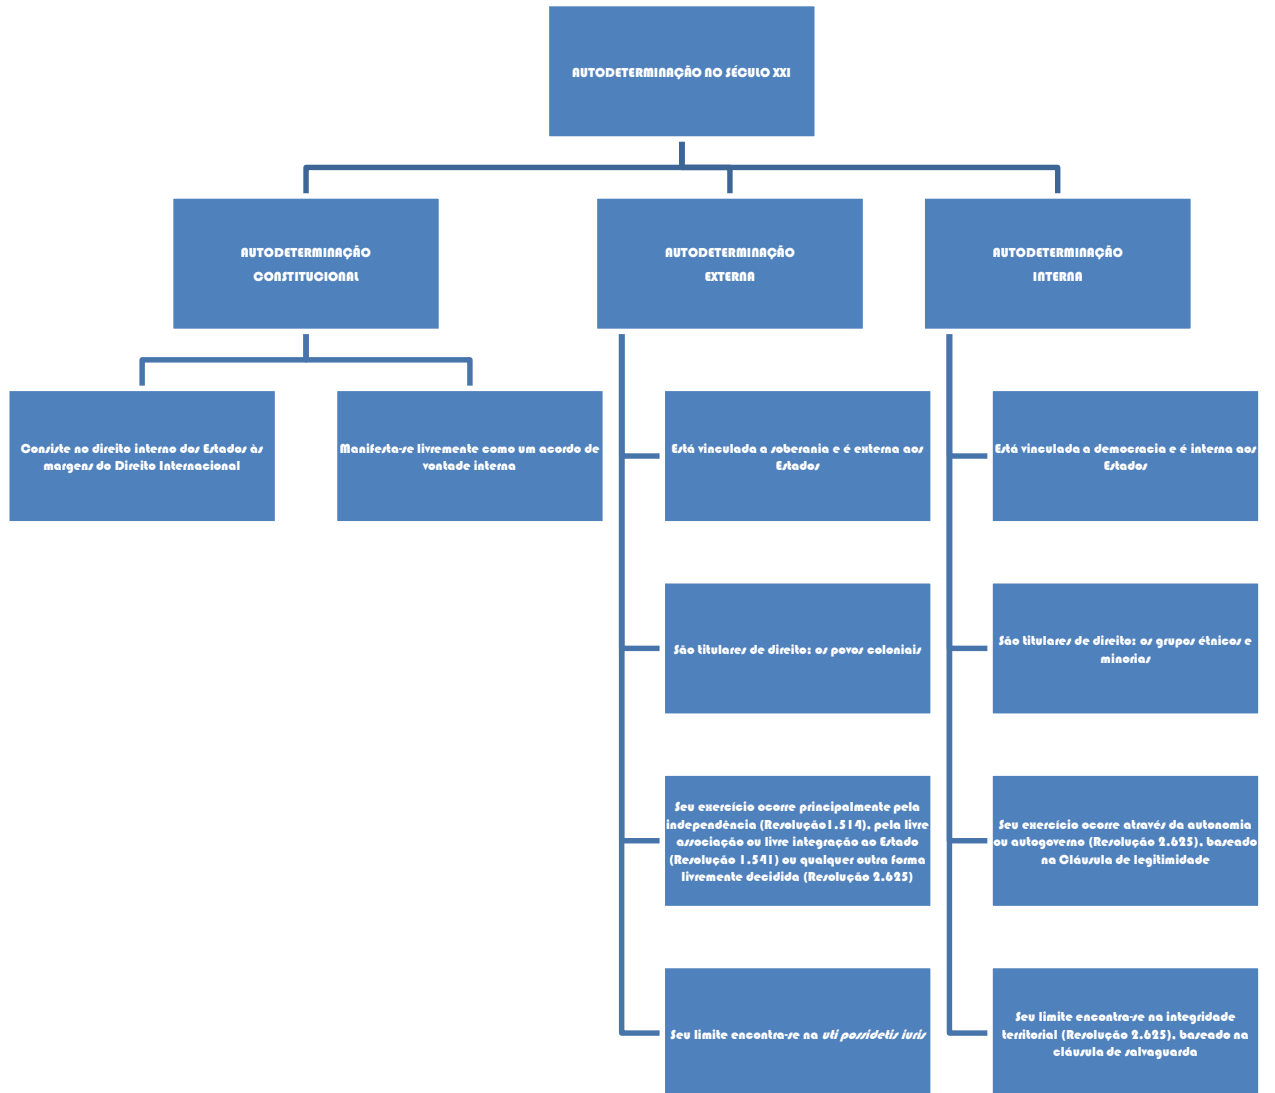 AUTODETERMINAÇÃO NO SÉCULO XXI
AUTODETERMINAÇÃO
CONSTITUCIONAL
AUTODETERMINAÇÃO
EXTERNA
AUTODETERMINAÇÃO
INTERNA
Consiste no direito interno dos Estados às
margens do Direito Internacional
Manifesta-se livremente como um acordo de
vontade interna
Está vinculada a soberania e é externa aos
Estados
Está vinculada a democracia e é interna aos
Estados
São titulares de direito: os povos coloniais
São titulares de direito: os grupos étnicos e
minorias
Seu exercício ocorre principalmente pela
independência (Resolução1.514), pela livre
associação ou livre integração ao Estado
(Resolução 1.541) ou qualquer outra forma
livremente decidida (Resolução 2.625)
Seu exercício ocorre através da autonomia
ou autogoverno (Resolução 2.625), baseado
na Cláusula de legitimidade
Seu limite encontra-se na uti possidetis iuris
Seu limite encontra-se na integridade
territorial (Resolução 2.625), baseado na
cláusula de salvaguarda